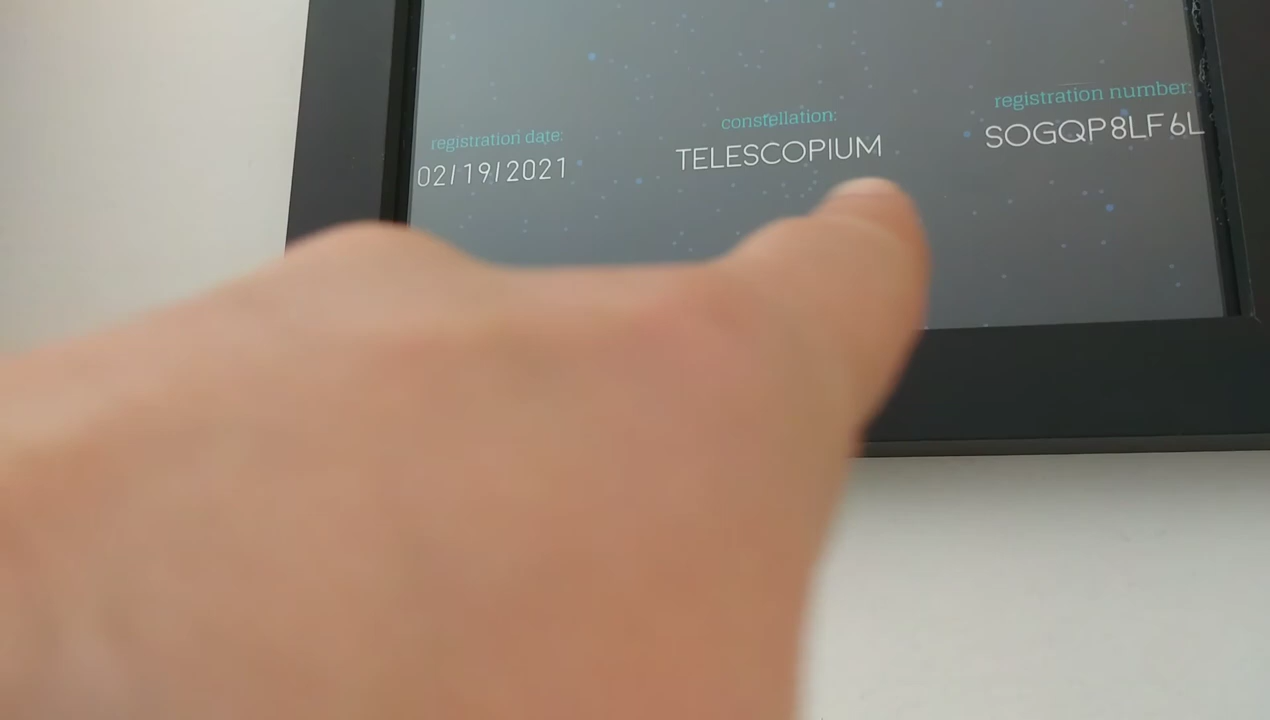 registration date:
02/19/2021
constellation:
TELESCOPIUM
registration number:
SOGQP8LF6L